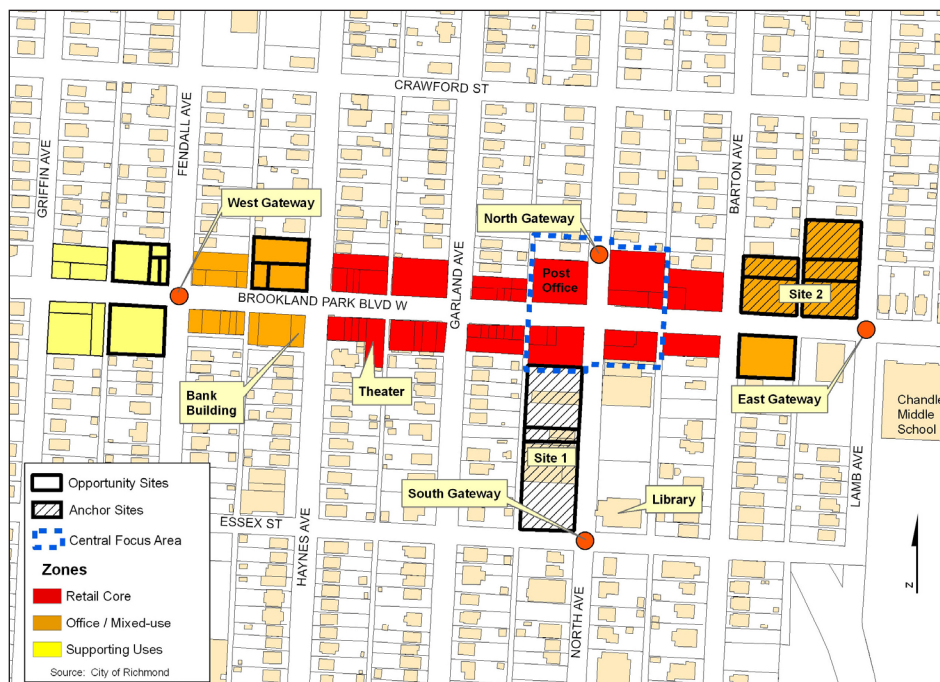 CRAWFORD ST
GRIFFIN AVE
FENDALL AVE
BARTON AVE
West Gateway
North Gateway
GARLAND AVE
Post
Office
BROOKLAND PARK BLVD W
Site 2
Bank
Building
Theater
East Gateway
Chandle
Middle
School
Site 1
South Gateway
Library
LAMB AVE
ESSEX ST
HAYNES AVE
NORTH AVE
Opportunity Sites
Anchor Sites
Central Focus Area
Zones
Retail Core
Office / Mixed-use
Supporting Uses
Source: City of Richmond
N